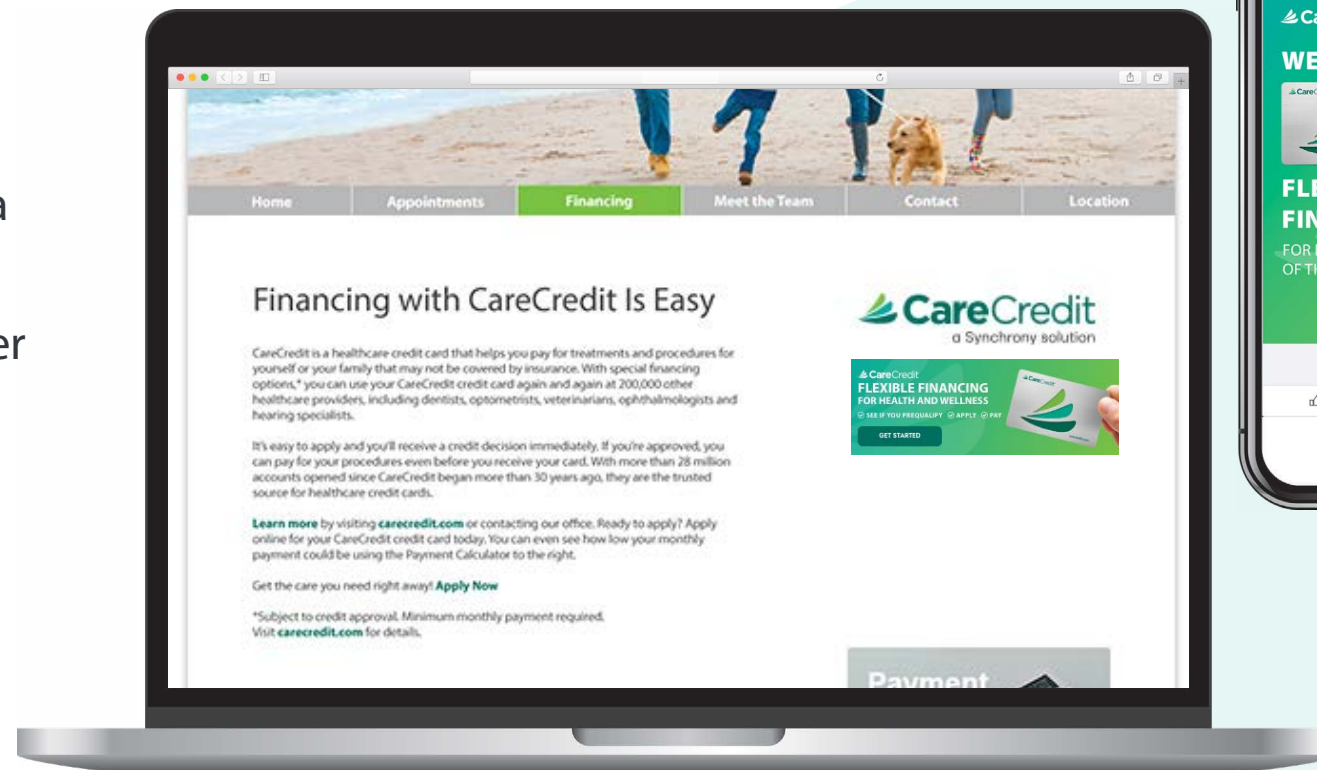 a
er
Home Appointments Financing Meet the Team Contact Location
Financing with CareCredit Is Easy
CareCredit is a healthcare credit card that helps you pay for treatments and procedures for
yourself or your family that may not be covered by insurance. With special financing
options,* you can use your CareCredit credit card again and again at 200,000 other
healthcare providers, including dentists, optometrists, veterinarians, ophthalmologists and
hearing specialists.
It's easy to apply and you'll receive a credit decision immediately. If you're approved, you
can pay for your procedures even before you receive your card. With more than 28 million
accounts opened since CareCredit began more than 30 years ago, they are the trusted
source for healthcare credit cards.
Learn more by visiting carecredit.com or contacting our office. Ready to apply? Apply
online for your CareCredit credit card today. You can even see how low your monthly
payment could be using the Payment Calculator to the right.
Get the care you need right away! Apply Now
*Subject to credit approval. Minimum monthly payment required.
Visit carecredit.com for details.
CareCredit
a Synchrony solution
CareCredit
FLEXIBLE FINANCING
FOR HEALTH AND WELLNESS
SEE IF YOU PREQUALIFY APPLY PAY
GET STARTED
CareCredit
Payment
Ca
WE
CareC
FLE
FIN
FOR
OF TH